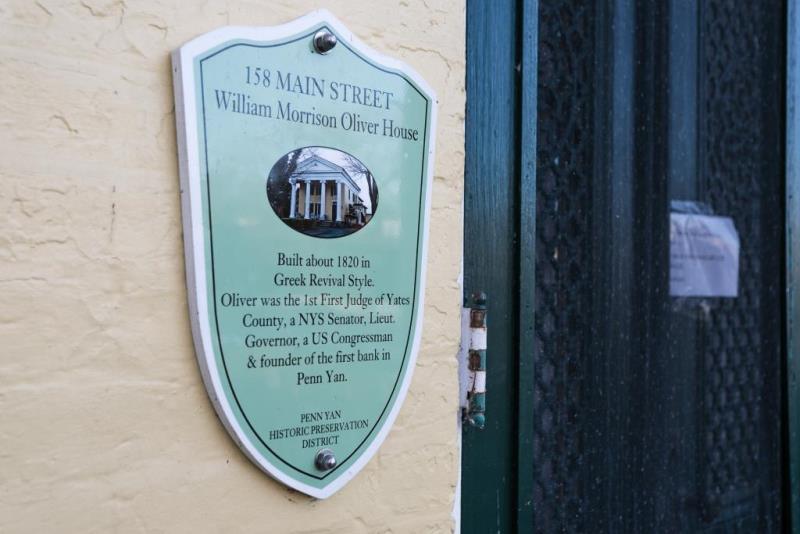 158 MAIN STREET
William Morrison Oliver House
Built about 1820 in
Greek Revival Style.
Oliver was the 1st First Judge of Yates
County, a NYS Senator, Lieut.
Governor, a US Congressman
& founder of the first bank in
Penn Yan.
PENN YAN
HISTORIC PRESERVATION
DISTRICT